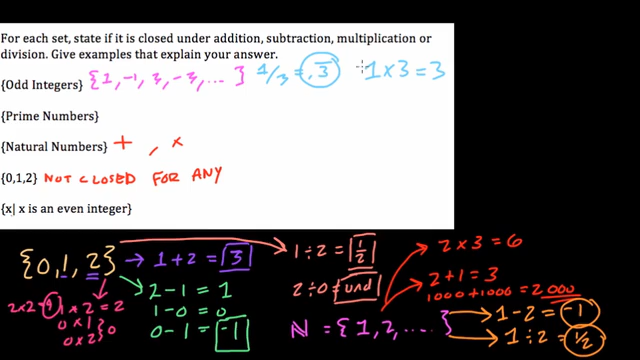 For each set, state if it is closed under addition, subtraction, multiplication or
division. Give examples that explain your answer.
{Odd Integers} {1, -1, 3, -3, ...} 1/3 = .3̅ 1 x 3 = 3
{Prime Numbers}
{Natural Numbers} + , x
{0,1,2} NOT CLOSED FOR ANY
{x| x is an even integer}
{0, 1, 2} → 1 + 2 = 3
2 - 1 = 1
1 - 0 = 0
0 - 1 = -1
2 x 2 = 4
1 x 2 = 2
0 x 1
0 x 2 } 0
1 ÷ 2 = 1/2
2 ÷ 0 = und
ℕ = {1, 2, .....}
2 x 3 = 6
2 + 1 = 3
1000 + 1000 = 2000
1 - 2 = -1
1 ÷ 2 = 1/2